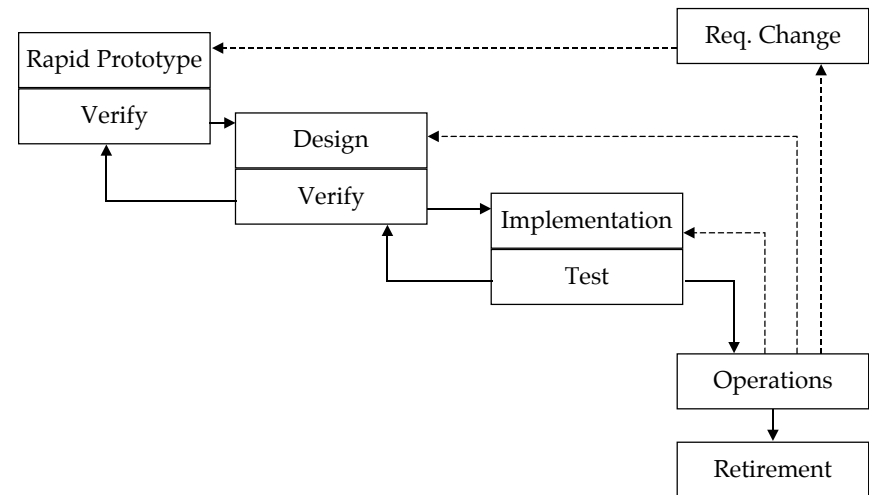 Req. Change
Rapid Prototype
Verify
Design
Verify
Implementation
Test
Operations
Retirement